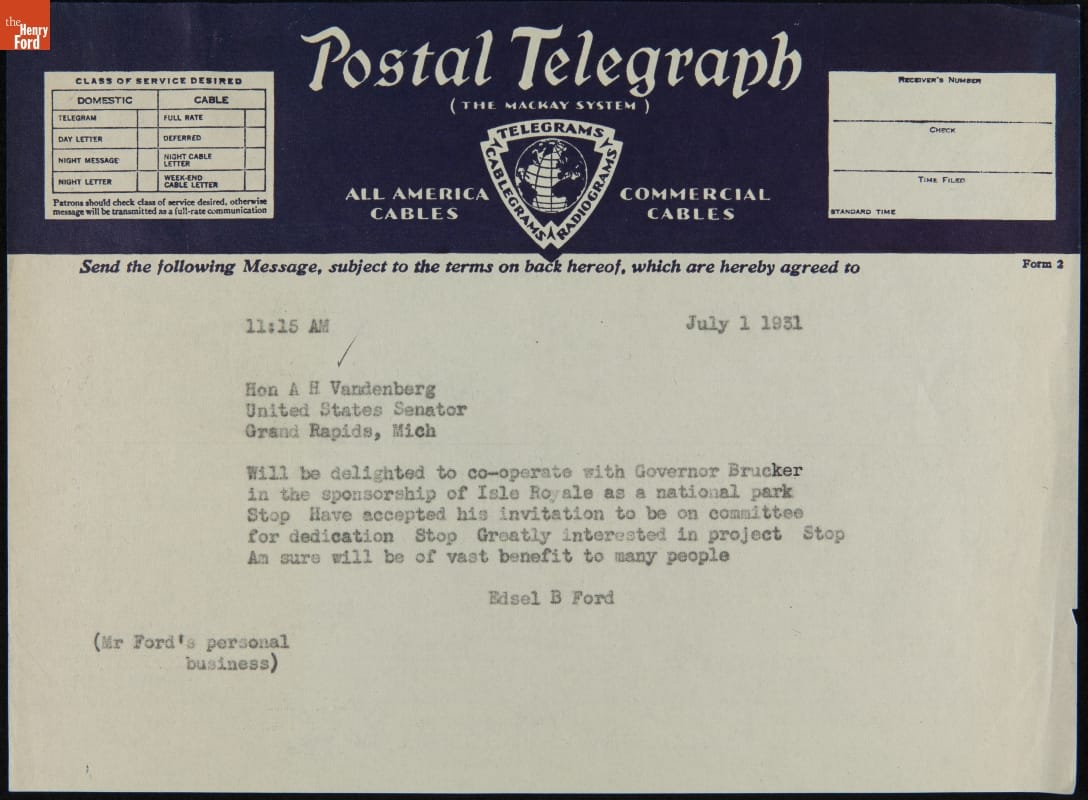 the
Henry
Ford
Postal Telegraph
(THE MACKAY SYSTEM)
CLASS OF SERVICE DESIRED
DOMESTIC CABLE
TELEGRAM FULL RATE
DAY LETTER DEFERRED
NIGHT MESSAGE NIGHT CABLE LETTER
NIGHT LETTER WEEK-END CABLE LETTER
Patrons should check class of service desired, otherwise
message will be transmitted as a full-rate communication
TELEGRAMS
CABLEGRAMS
RADIOGRAMS
ALL AMERICA
CABLES
COMMERCIAL
CABLES
RECEIVER'S NUMBER
CHECK
TIME FILED
STANDARD TIME
Send the following Message, subject to the terms on back hereof, which are hereby agreed to
Form 2
11:15 AM July 1 1931
Hon A H Vandenberg
United States Senator
Grand Rapids, Mich
Will be delighted to co-operate with Governor Brucker
in the sponsorship of Isle Royale as a national park
Stop Have accepted his invitation to be on committee
for dedication Stop Greatly interested in project Stop
Am sure will be of vast benefit to many people
Edsel B Ford
(Mr Ford's personal
business)